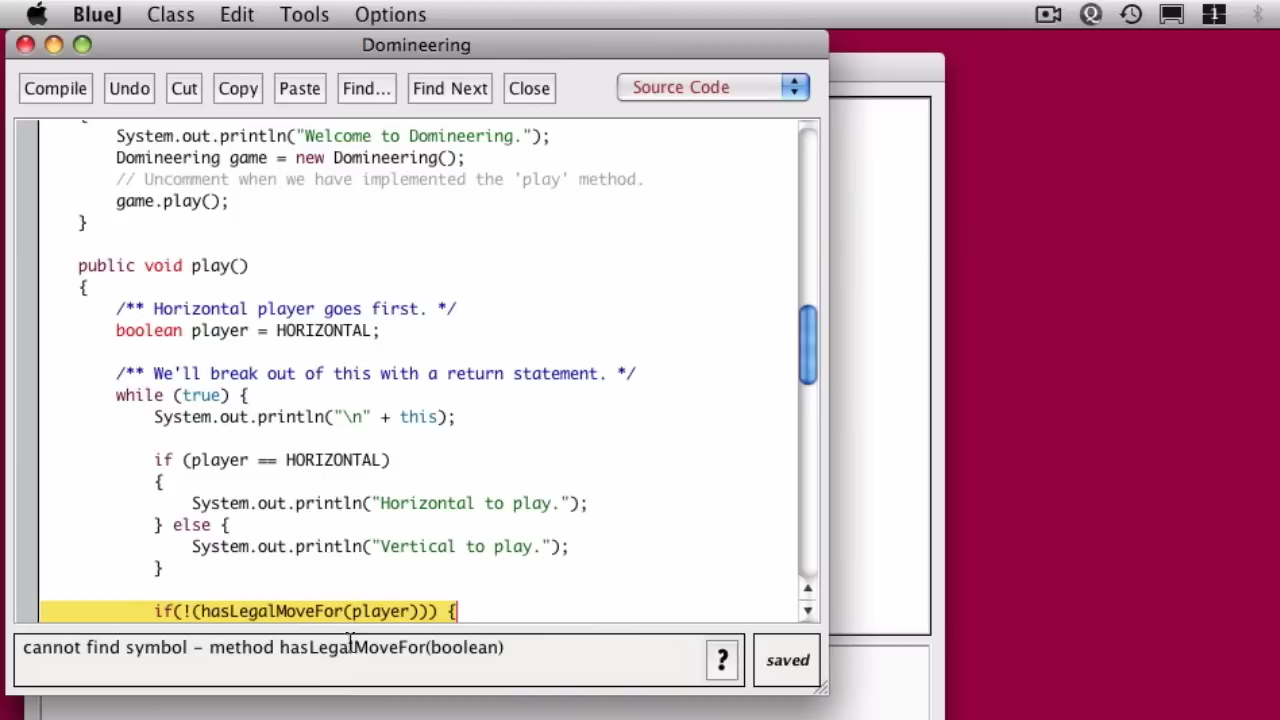 BlueJ Class Edit Tools Options
Domineering
Compile Undo Cut Copy Paste Find... Find Next Close Source Code
{
System.out.println("Welcome to Domineering.");
Domineering game = new Domineering();
// Uncomment when we have implemented the 'play' method.
game.play();
}
public void play()
{
/** Horizontal player goes first. */
boolean player = HORIZONTAL;
/** We'll break out of this with a return statement. */
while (true) {
System.out.println("\n" + this);
if (player == HORIZONTAL)
{
System.out.println("Horizontal to play.");
} else {
System.out.println("Vertical to play.");
}
if(!(hasLegalMoveFor(player))) {
cannot find symbol - method hasLegalMoveFor(boolean)
? saved